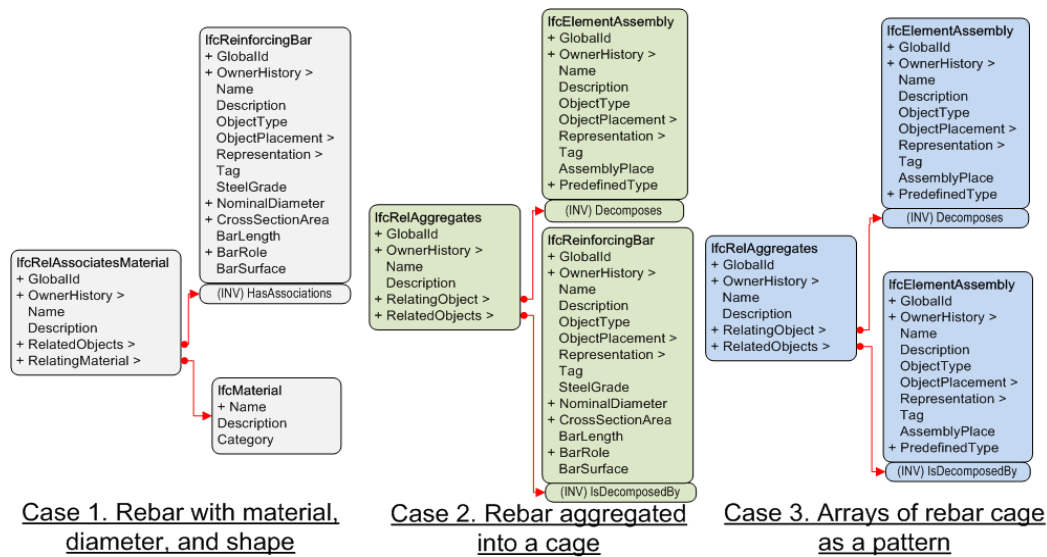 IfcReinforcingBar
+ GlobalId
+ OwnerHistory >
Name
Description
ObjectType
ObjectPlacement >
Representation >
Tag
SteelGrade
+ NominalDiameter
+ CrossSectionArea
BarLength
+ BarRole
BarSurface
(INV) HasAssociations
IfcRelAssociatesMaterial
+ GlobalId
+ OwnerHistory >
Name
Description
+ RelatedObjects >
+ RelatingMaterial >
IfcMaterial
+ Name
Description
Category
Case 1. Rebar with material,
diameter, and shape
IfcElementAssembly
+ GlobalId
+ OwnerHistory >
Name
Description
ObjectType
ObjectPlacement >
Representation >
Tag
AssemblyPlace
+ PredefinedType
(INV) Decomposes
IfcRelAggregates
+ GlobalId
+ OwnerHistory >
Name
Description
+ RelatingObject >
+ RelatedObjects >
IfcReinforcingBar
+ GlobalId
+ OwnerHistory >
Name
Description
ObjectType
ObjectPlacement >
Representation >
Tag
SteelGrade
+ NominalDiameter
+ CrossSectionArea
BarLength
+ BarRole
BarSurface
(INV) IsDecomposedBy
Case 2. Rebar aggregated
into a cage
IfcElementAssembly
+ GlobalId
+ OwnerHistory >
Name
Description
ObjectType
ObjectPlacement >
Representation >
Tag
AssemblyPlace
+ PredefinedType
(INV) Decomposes
IfcRelAggregates
+ GlobalId
+ OwnerHistory >
Name
Description
+ RelatingObject >
+ RelatedObjects >
IfcElementAssembly
+ GlobalId
+ OwnerHistory >
Name
Description
ObjectType
ObjectPlacement >
Representation >
Tag
AssemblyPlace
+ PredefinedType
(INV) IsDecomposedBy
Case 3. Arrays of rebar cage
as a pattern